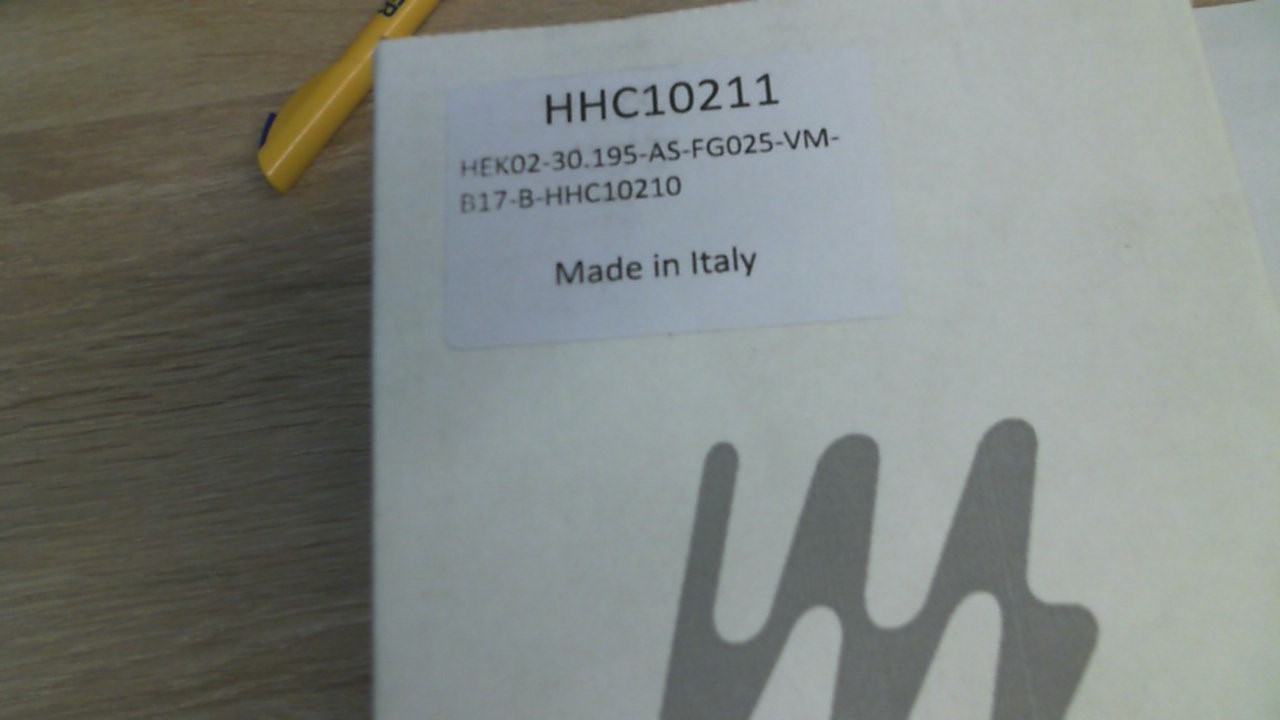 HHC10211
HEK02-30.195-AS-FG025-VM-
B17-B-HHC10210
Made in Italy